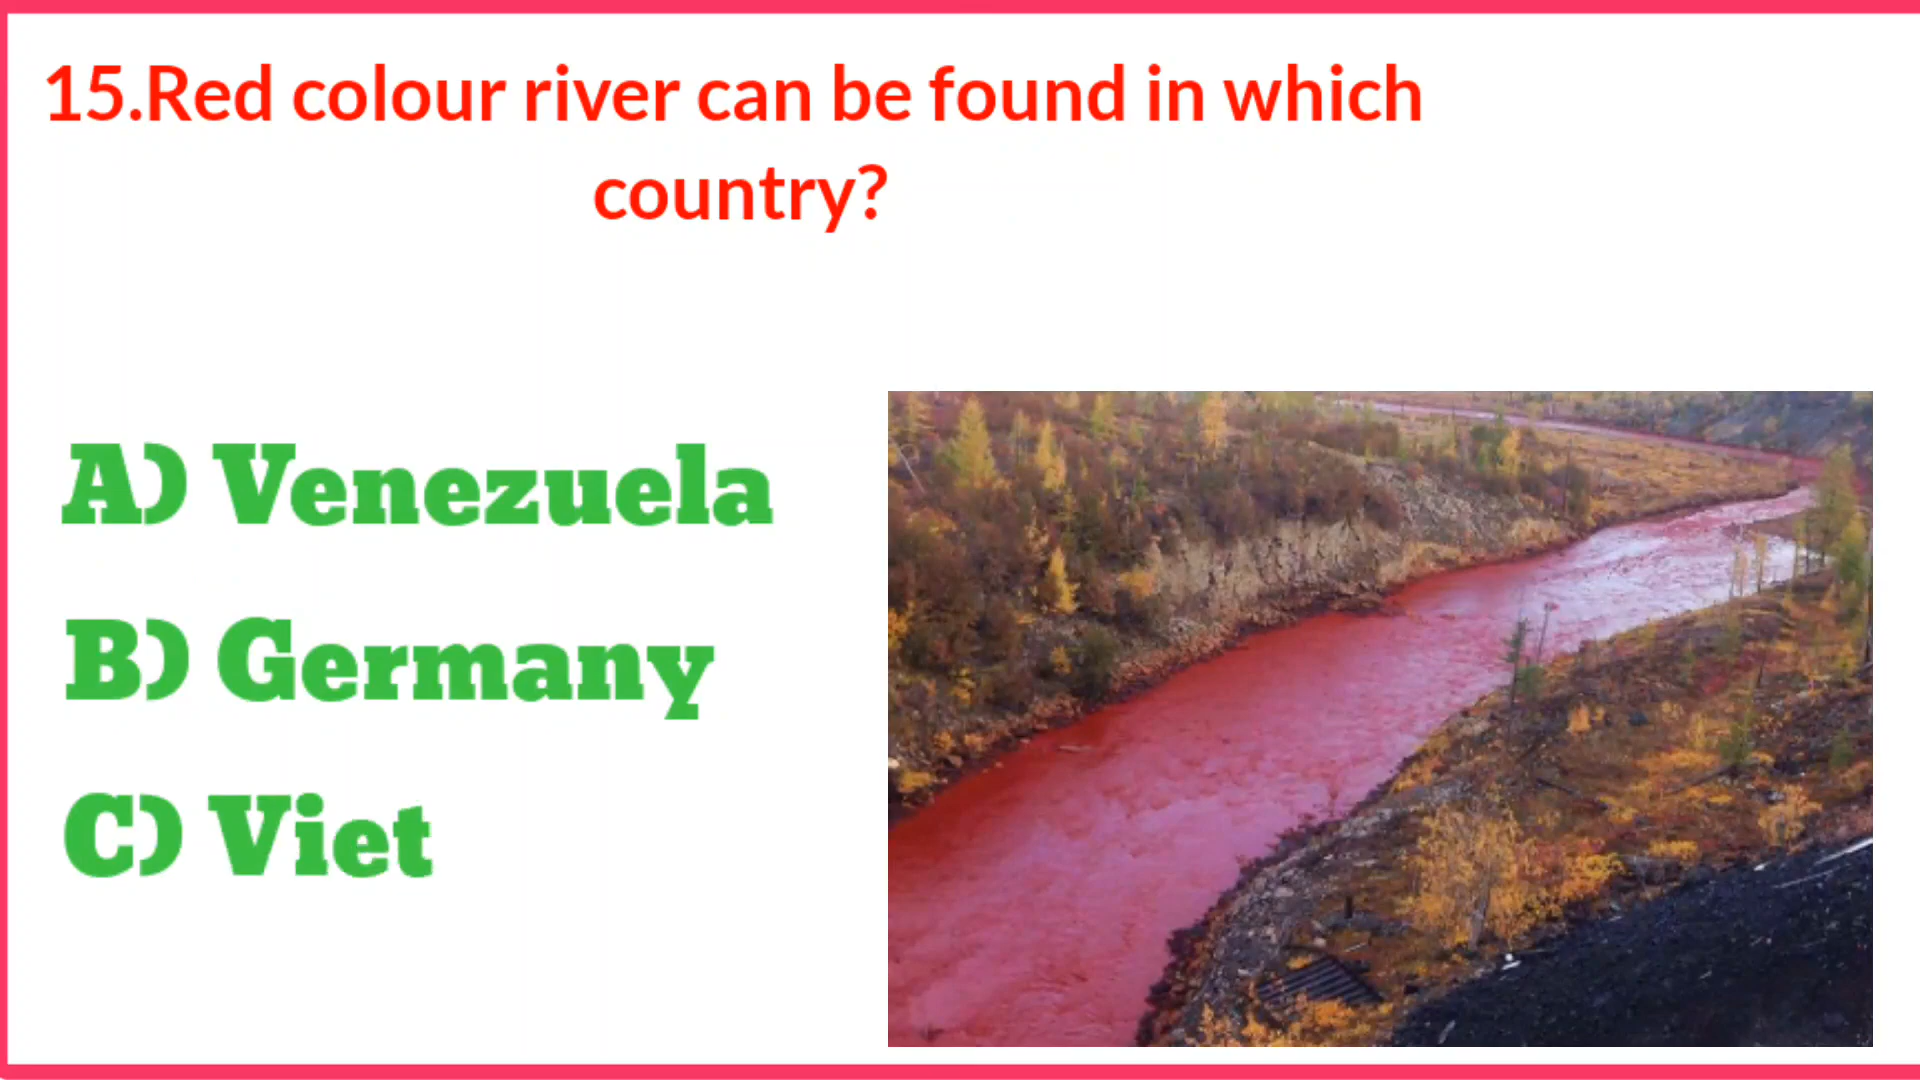 15.Red colour river can be found in which
country?
A) Venezuela
B) Germany
C) Viet